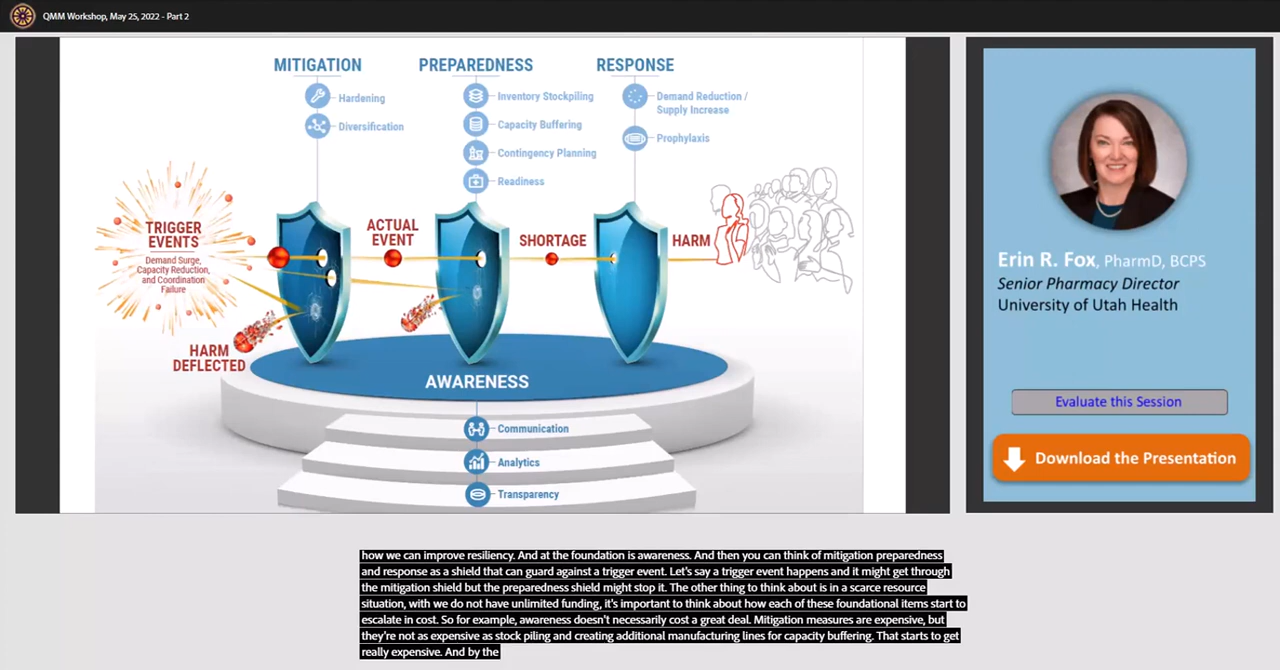 QMM Workshop, May 25, 2022 - Part 2
MITIGATION
Hardening
Diversification
PREPAREDNESS
Inventory Stockpiling
Capacity Buffering
Contingency Planning
Readiness
RESPONSE
Demand Reduction /
Supply Increase
Prophylaxis
TRIGGER
EVENTS
Demand Surge,
Capacity Reduction,
and Coordination
Failure
ACTUAL
EVENT
SHORTAGE
HARM
HARM
DEFLECTED
AWARENESS
Communication
Analytics
Transparency
Erin R. Fox, PharmD, BCPS
Senior Pharmacy Director
University of Utah Health
Evaluate this Session
Download the Presentation
how we can improve resiliency. And at the foundation is awareness. And then you can think of mitigation preparedness
and response as a shield that can guard against a trigger event. Let's say a trigger event happens and it might get through
the mitigation shield but the preparedness shield might stop it. The other thing to think about is in a scarce resource
situation, with we do not have unlimited funding, it's important to think about how each of these foundational items start to
escalate in cost. So for example, awareness doesn't necessarily cost a great deal. Mitigation measures are expensive, but
they're not as expensive as stock piling and creating additional manufacturing lines for capacity buffering. That starts to get
really expensive. And by the